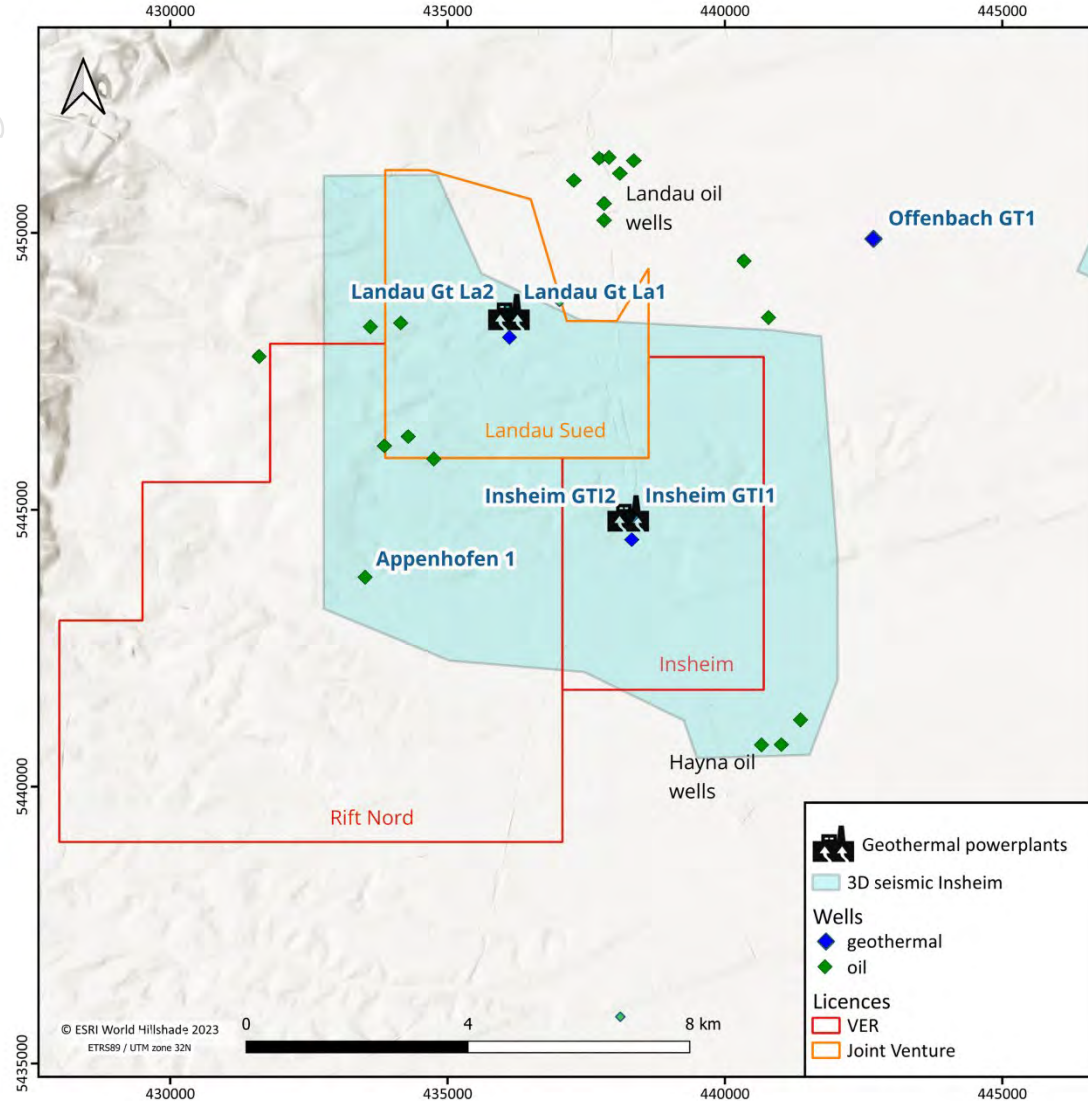 430000
435000
440000
445000
5450000
5445000
5440000
5435000
Landau oil
wells
Offenbach GT1
Landau Gt La2
Landau Gt La1
Landau Sued
Insheim GTI2
Insheim GTI1
Appenhofen 1
Insheim
Hayna oil
wells
Rift Nord
Geothermal powerplants
3D seismic Insheim
Wells
geothermal
oil
Licences
VER
Joint Venture
© ESRI World Hillshade 2023
ETRS89 / UTM zone 32N
0
4
8 km
430000
435000
440000
445000